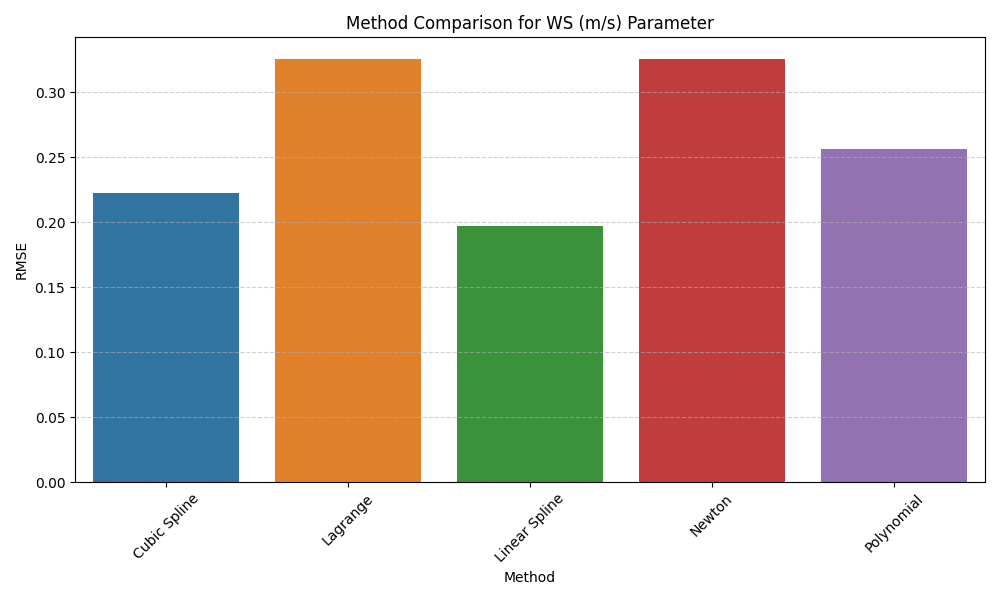 Method Comparison for WS (m/s) Parameter
RMSE
0.30
0.25
0.20
0.15
0.10
0.05
0.00
Cubic Spline
Lagrange
Linear Spline
Newton
Polynomial
Method